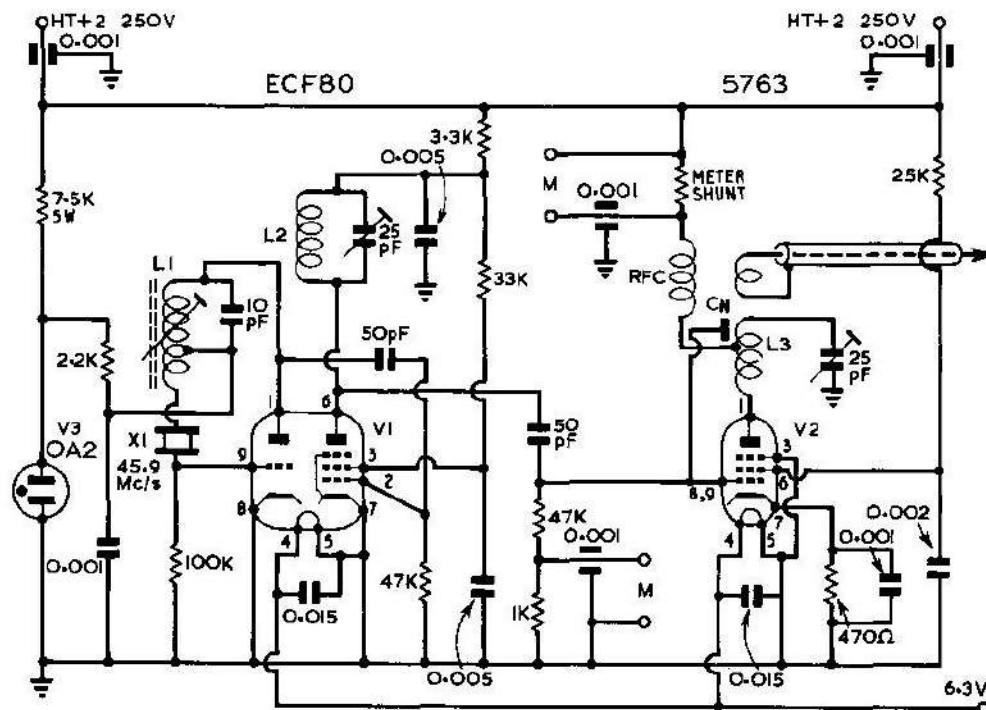 HT+2 250V
0.001
HT+2 250V
0.001
ECF80
5763
3.3K
0.005
METER
SHUNT
M
0.001
25K
7.5K
5W
L2
25
pF
L1
33K
RFC
10
pF
CN
50pF
L3
25
pF
2.2K
V3
OA2
X1
45.9
Mc/s
1
6
V1
9
3
2
8
7
4
5
50
pF
1
V2
3
6
8,9
7
4
5
0.002
0.001
0.001
100K
0.015
47K
47K
0.001
1K
M
0.015
470Ω
0.005
6.3V